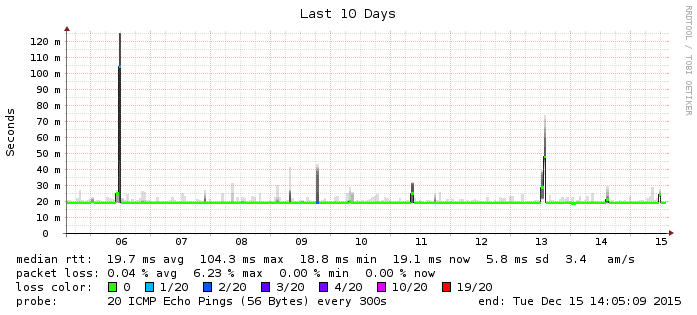 Last 10 Days
RRDTOOL / TOBI OETIKER
Seconds
120 m
110 m
100 m
90 m
80 m
70 m
60 m
50 m
40 m
30 m
20 m
10 m
0
06 07 08 09 10 11 12 13 14 15
median rtt: 19.7 ms avg 104.3 ms max 18.8 ms min 19.1 ms now 5.8 ms sd 3.4 am/s
packet loss: 0.04 % avg 6.23 % max 0.00 % min 0.00 % now
loss color: 0 1/20 2/20 3/20 4/20 10/20 19/20
probe: 20 ICMP Echo Pings (56 Bytes) every 300s end: Tue Dec 15 14:05:09 2015